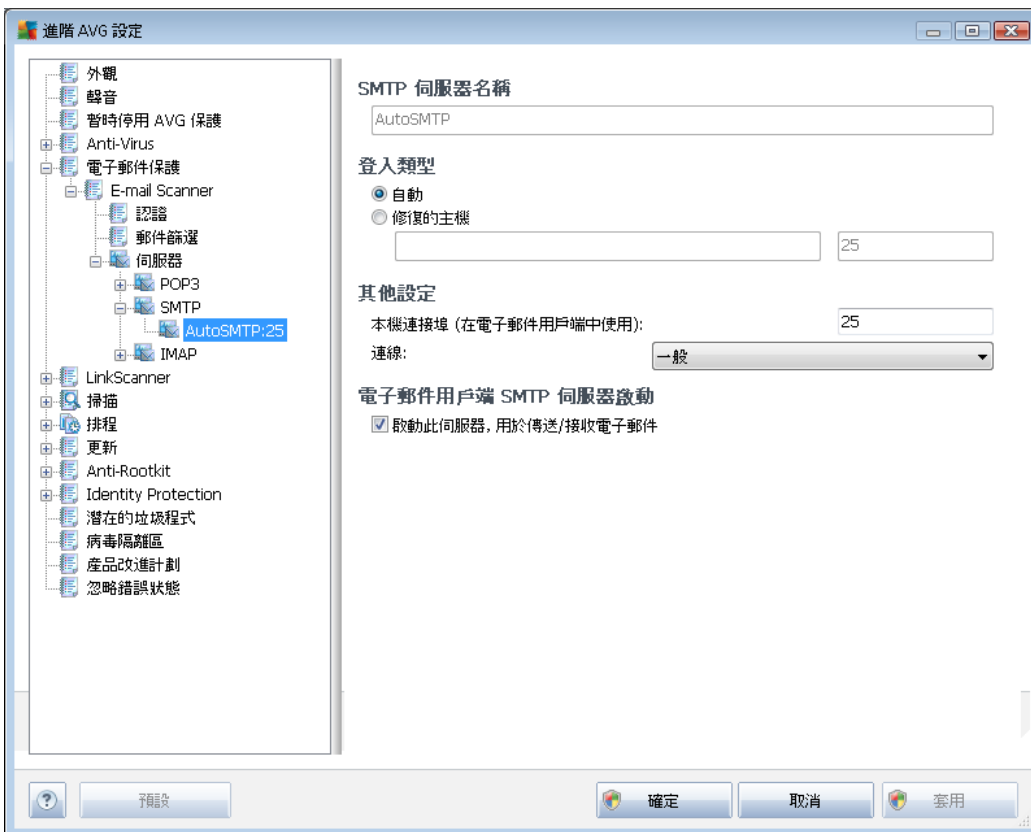 進階 AVG 設定
外觀
聲音
暫時停用 AVG 保護
Anti-Virus
電子郵件保護
E-mail Scanner
認證
郵件篩選
伺服器
POP3
SMTP
AutoSMTP:25
IMAP
LinkScanner
掃描
排程
更新
Anti-Rootkit
Identity Protection
潛在的垃圾程式
病毒隔離區
產品改進計劃
忽略錯誤狀態
SMTP 伺服器名稱
AutoSMTP
登入類型
自動
修復的主機
25
其他設定
本機連接埠 (在電子郵件用戶端中使用):
25
連線:
一般
電子郵件用戶端 SMTP 伺服器啟動
啟動此伺服器, 用於傳送/接收電子郵件
?
預設
確定
取消
套用